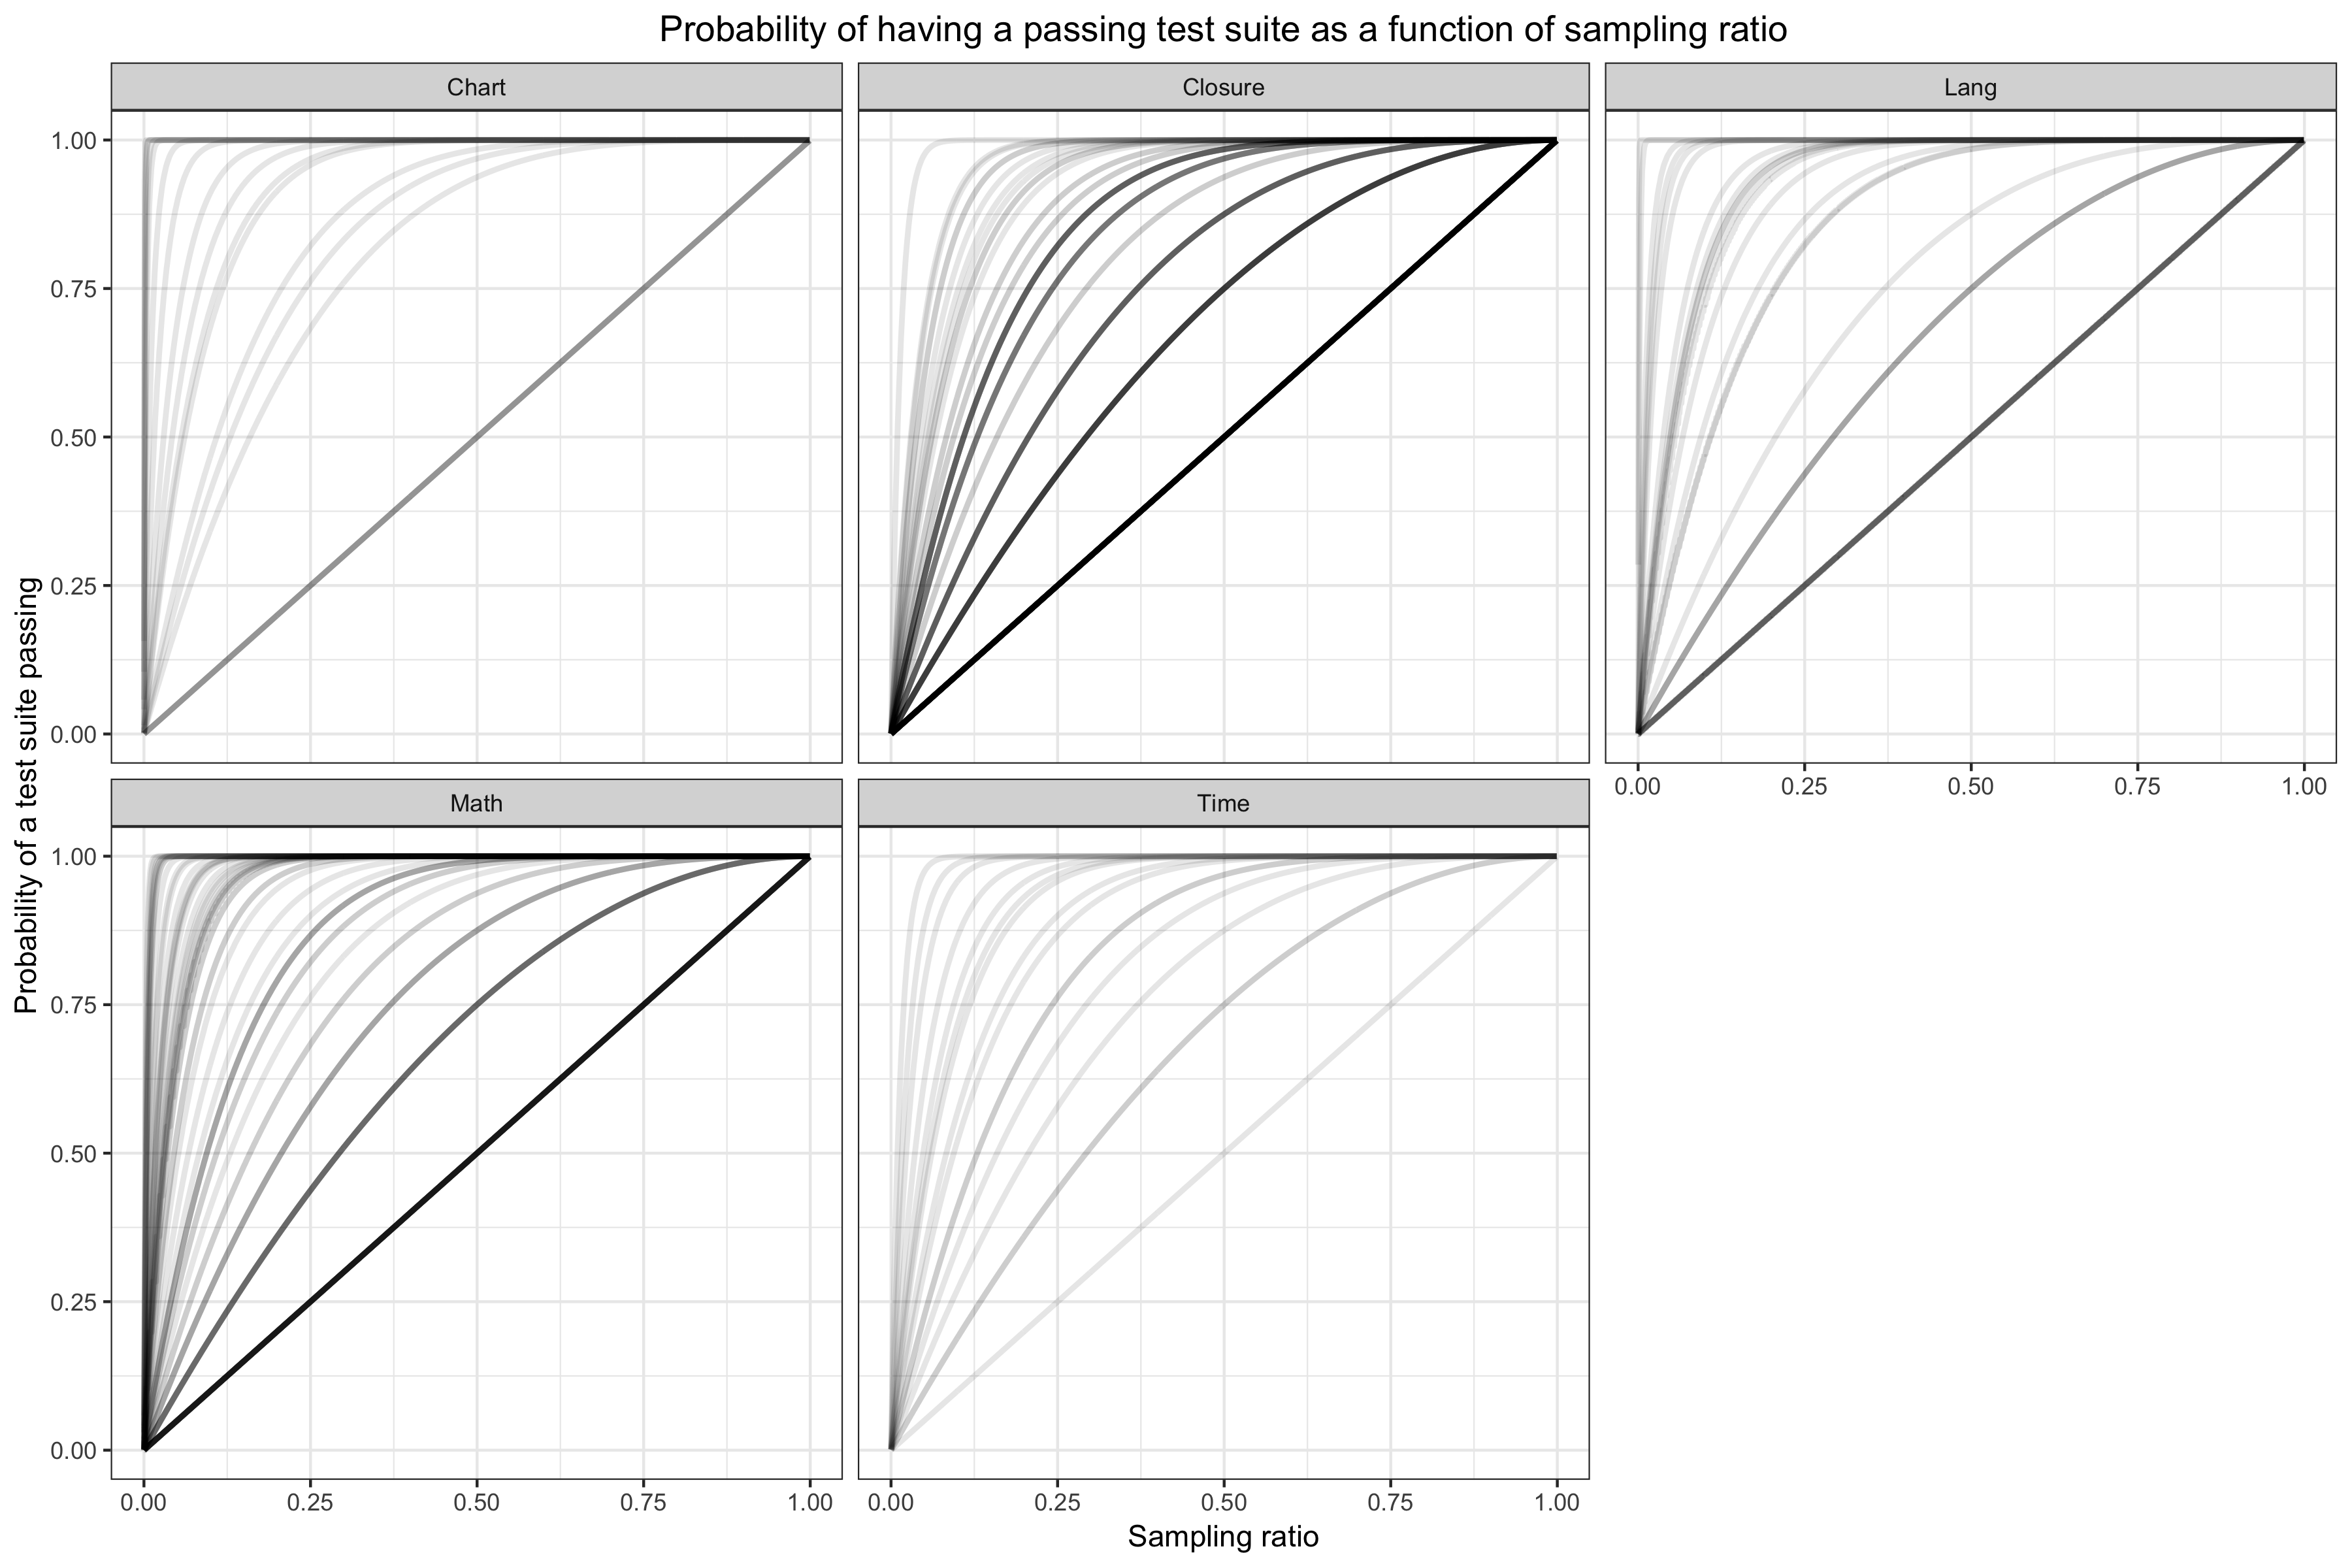 Probability of having a passing test suite as a function of sampling ratio
Chart
Closure
Lang
1.00
0.75
0.50
0.25
0.00
0.00 0.25 0.50 0.75 1.00
Probability of a test suite passing
Math
Time
1.00
0.75
0.50
0.25
0.00
0.00 0.25 0.50 0.75 1.00
0.00 0.25 0.50 0.75 1.00
Sampling ratio